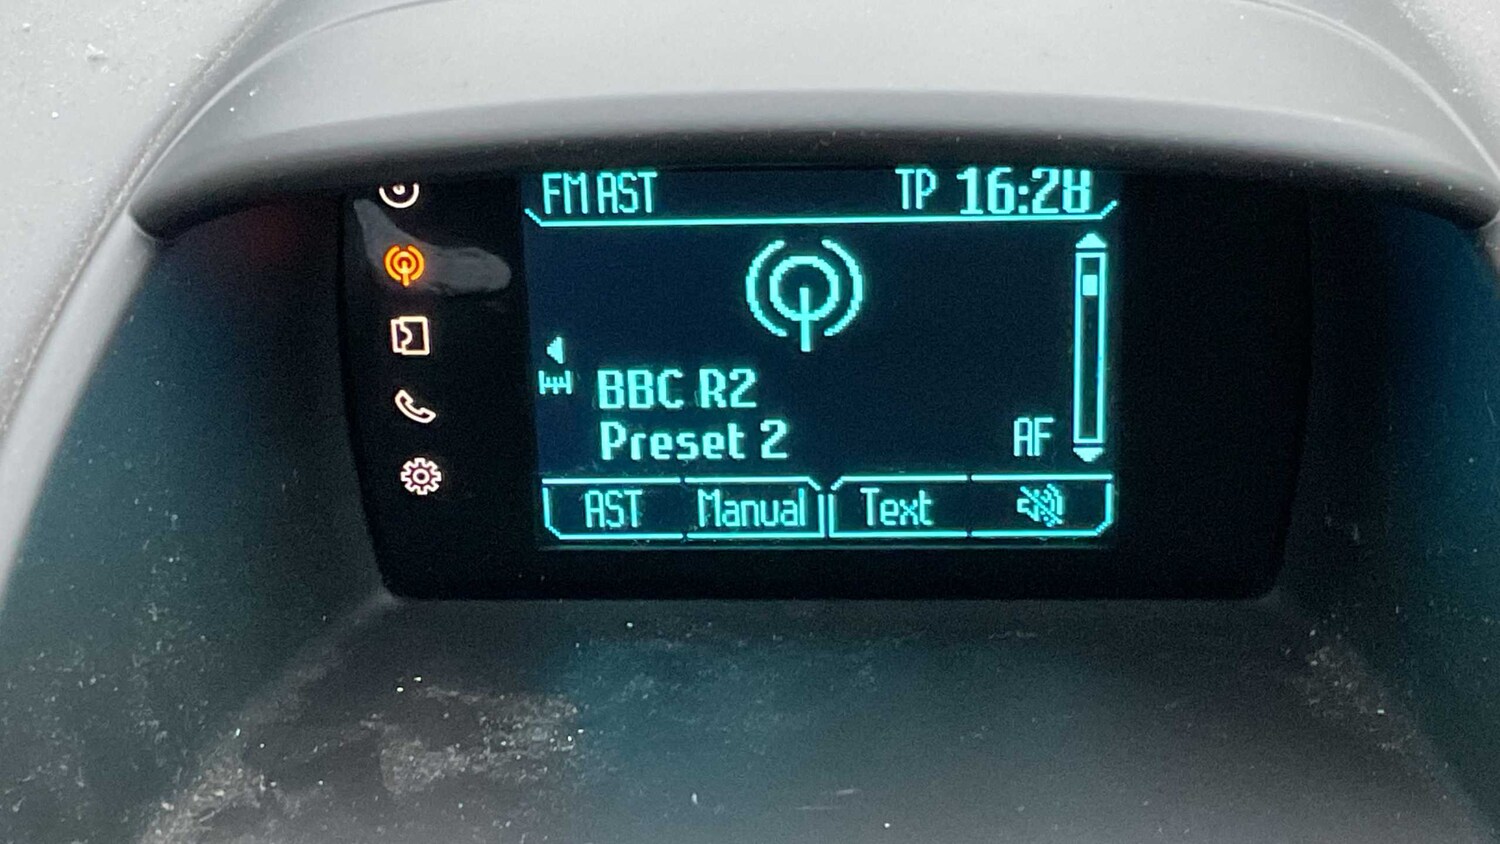 FM AST TP 16:28
BBC R2
Preset 2 AF
AST Manual Text